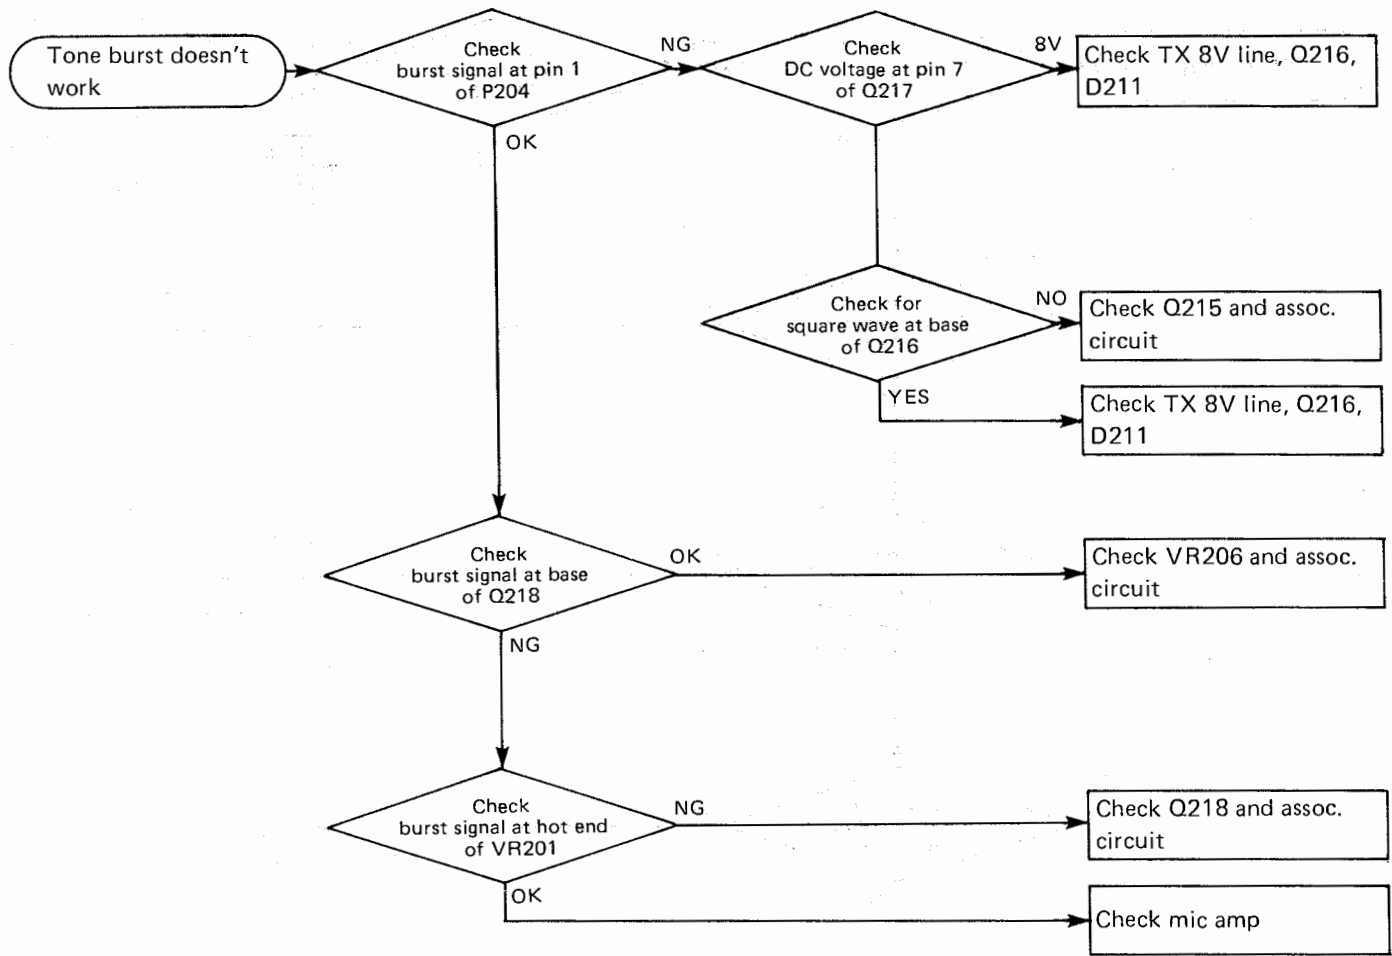 Tone burst doesn't
work
Check
burst signal at pin 1
of P204
NG
Check
DC voltage at pin 7
of Q217
8V
Check TX 8V line, Q216,
D211
OK
Check for
square wave at base
of Q216
NO
Check Q215 and assoc.
circuit
YES
Check TX 8V line, Q216,
D211
Check
burst signal at base
of Q218
OK
Check VR206 and assoc.
circuit
NG
Check
burst signal at hot end
of VR201
NG
Check Q218 and assoc.
circuit
OK
Check mic amp